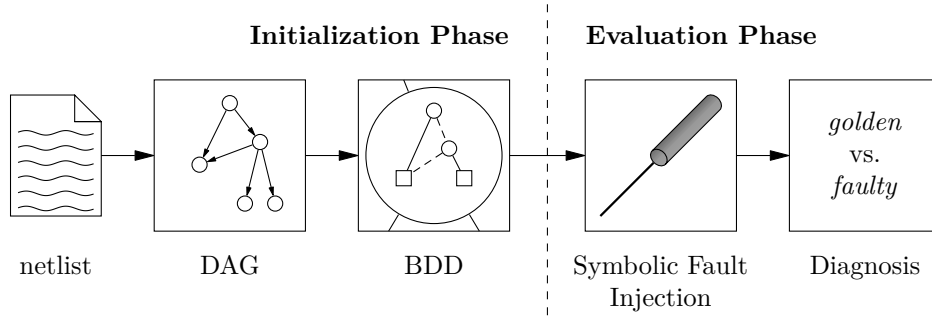 Initialization Phase
Evaluation Phase
golden
vs.
faulty
netlist
DAG
BDD
Symbolic Fault
Injection
Diagnosis